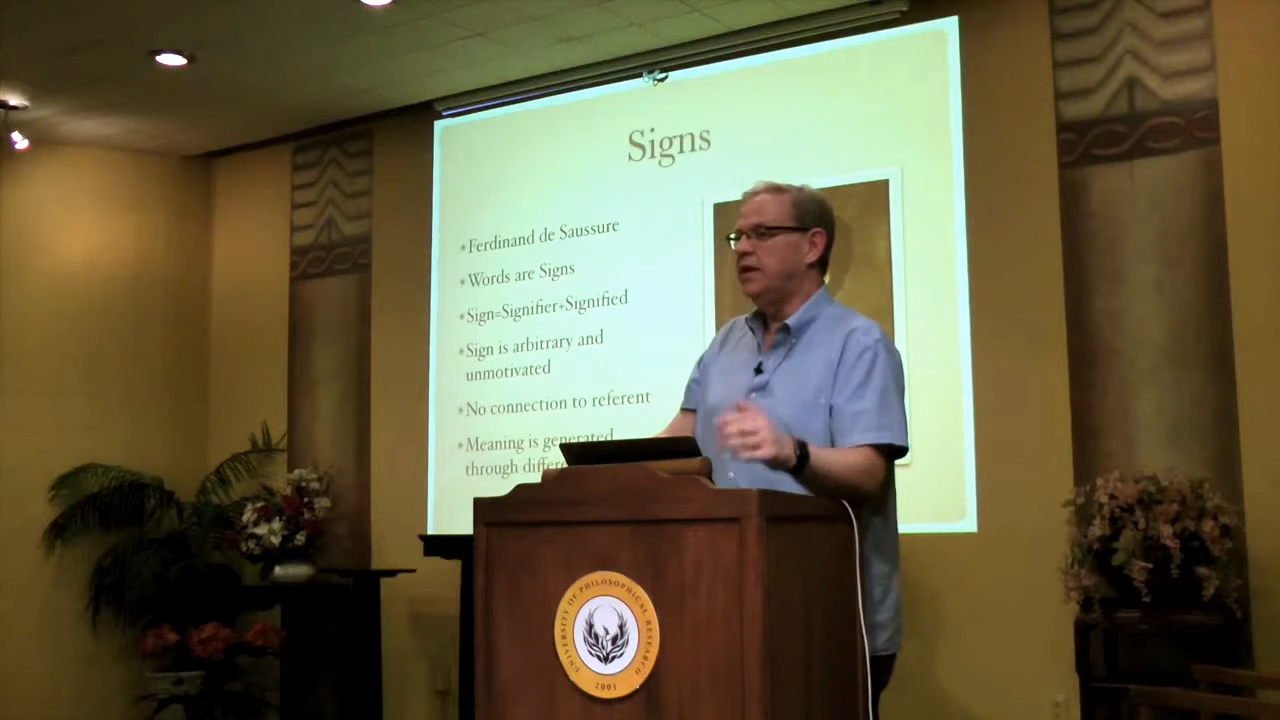 Signs
*Ferdinand de Saussure
*Words are Signs
*Sign=Signifier+Signified
*Sign is arbitrary and
unmotivated
*No connection to referent
*Meaning is generated
through
UNIVERSITY OF PHILOSOPHICAL RESEARCH
2001